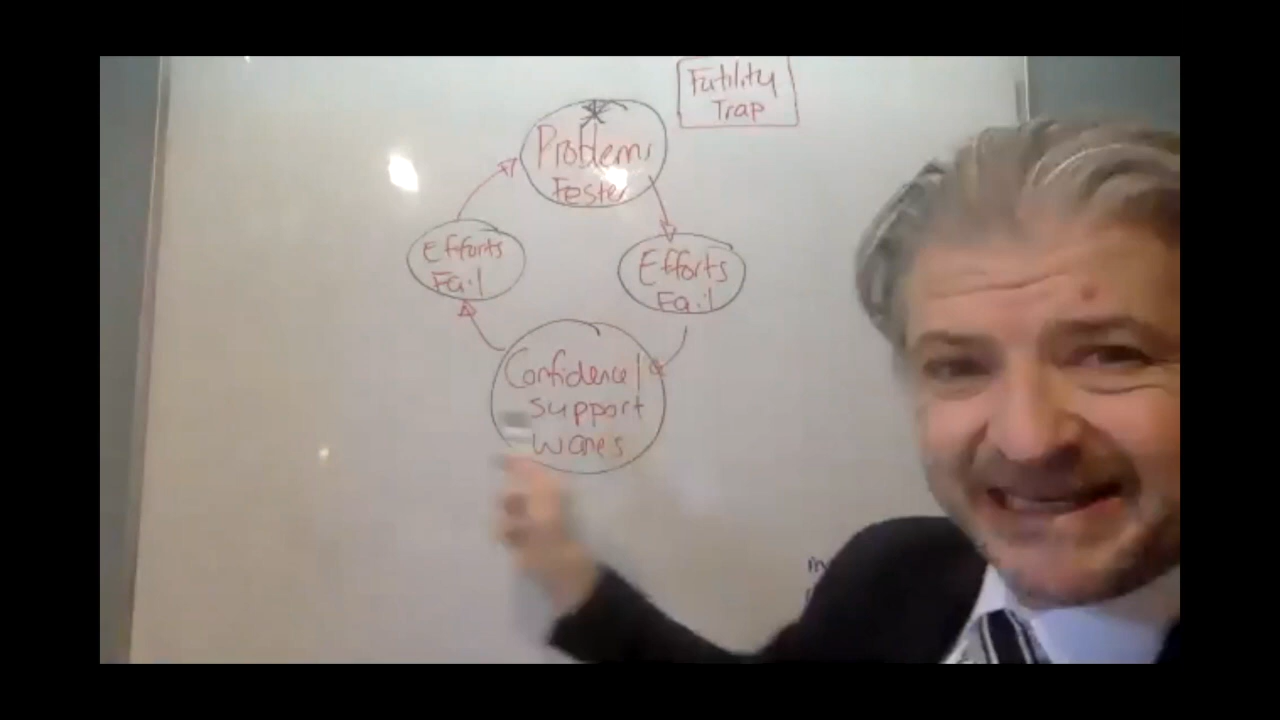 Futility
Trap
Problems
Fester
Efforts
Fail
Efforts
Fail
Confidence/
Support
Wanes